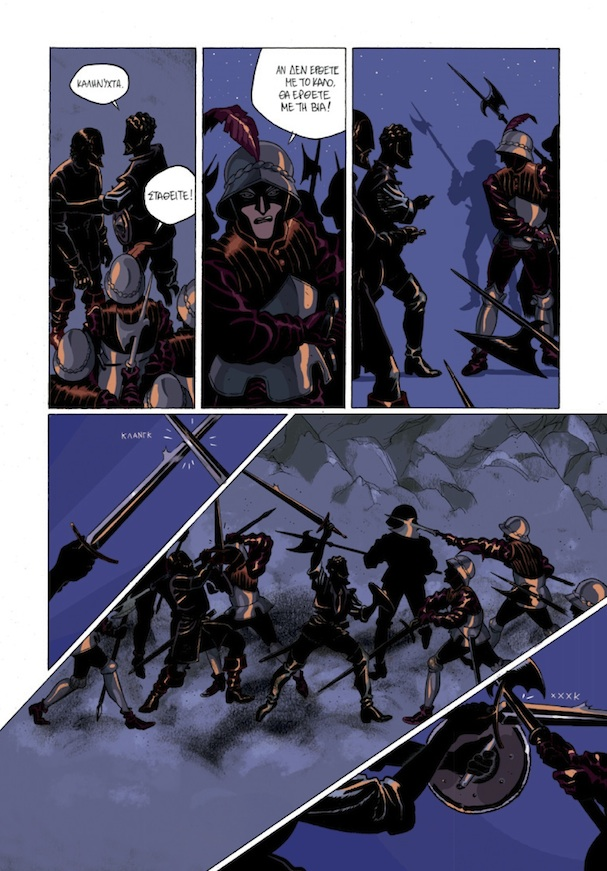 ΚΑΛΗΝΥΧΤΑ.
ΣΤΑΘΕΙΤΕ!
ΑΝ ΔΕΝ ΕΡΘΕΤΕ
ΜΕ ΤΟ ΚΑΛΟ,
ΘΑ ΕΡΘΕΤΕ
ΜΕ ΤΗ ΒΙΑ!
ΚΛΑΝΓΚ
ΧΧΧΚ